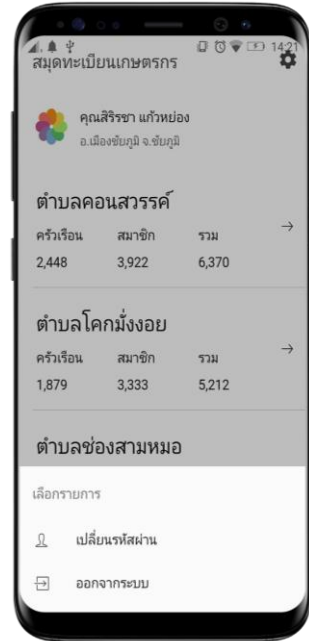 14:21
สมุดทะเบียนเกษตรกร
คุณสิริรชา แก้วหย่อง
อ.เมืองชัยภูมิ จ.ชัยภูมิ
ตำบลคอนสวรรค์
ครัวเรือน สมาชิก รวม
2,448 3,922 6,370
ตำบลโคกมั่งงอย
ครัวเรือน สมาชิก รวม
1,879 3,333 5,212
ตำบลช่องสามหมอ
เลือกรายการ
เปลี่ยนรหัสผ่าน
ออกจากระบบ